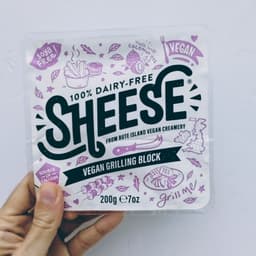 VEGAN
100% DAIRY-FREE
SHEESE®
FROM BUTE ISLAND VEGAN CREAMERY
VEGAN GRILLING BLOCK
200g e 7oz
grill me